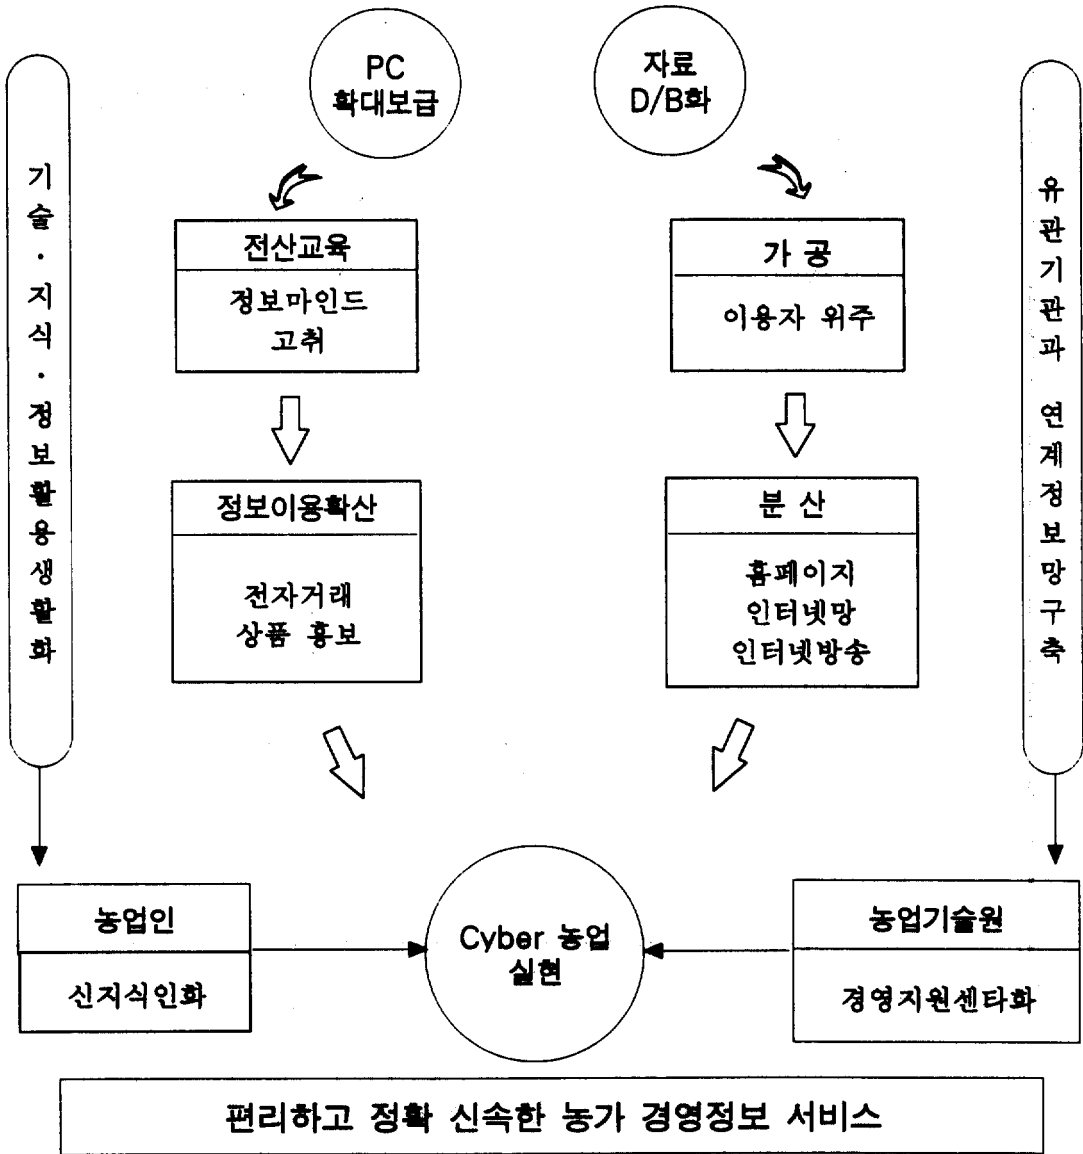 PC
확대보급
자료
D/B화
기술·지식·정보활용생활화
유관기관과 연계정보망구축
전산교육
정보마인드
고취
가 공
이용자 위주
정보이용확산
전자거래
상품 홍보
분 산
홈페이지
인터넷망
인터넷방송
농업인
신지식인화
Cyber 농업
실현
농업기술원
경영지원센타화
편리하고 정확 신속한 농가 경영정보 서비스